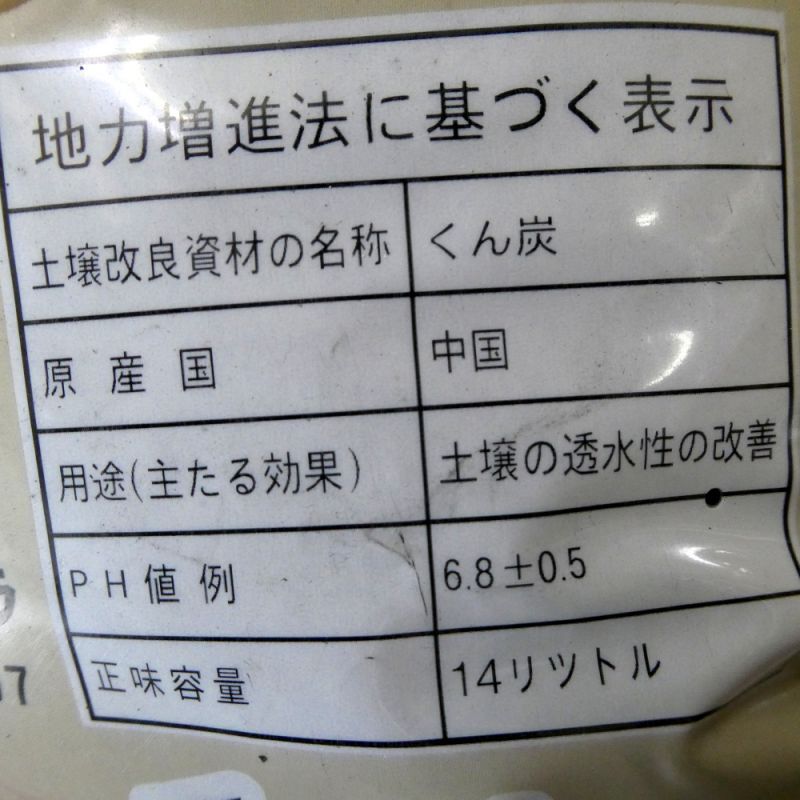 地力増進法に基づく表示
土壌改良資材の名称 くん炭
原産国 中国
用途(主たる効果) 土壌の透水性の改善
PH値例 6.8±0.5
正味容量 14リツトル